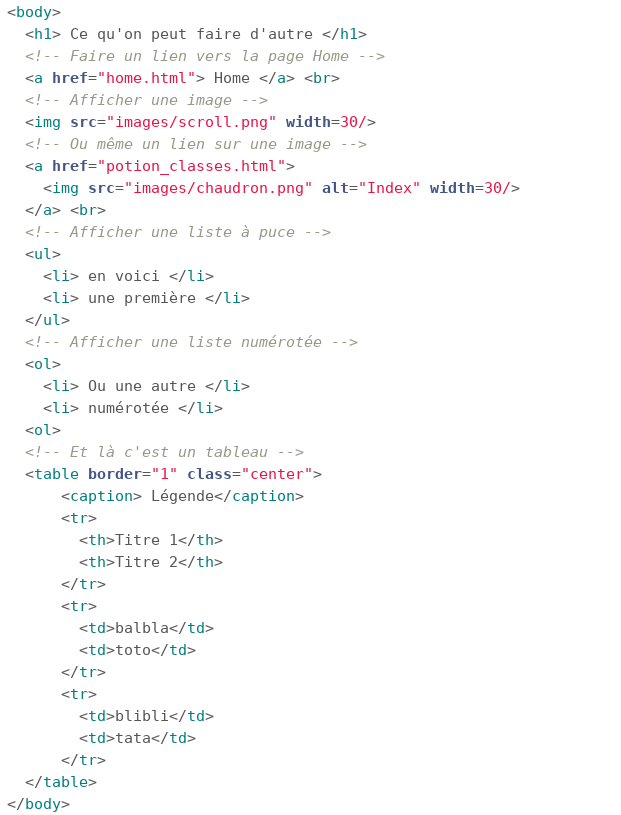 <body>
  <h1> Ce qu'on peut faire d'autre </h1>
  <!-- Faire un lien vers la page Home -->
  <a href="home.html"> Home </a> <br>
  <!-- Afficher une image -->
  <img src="images/scroll.png" width=30/>
  <!-- Ou même un lien sur une image -->
  <a href="potion_classes.html">
    <img src="images/chaudron.png" alt="Index" width=30/>
  </a> <br>
  <!-- Afficher une liste à puce -->
  <ul>
    <li> en voici </li>
    <li> une première </li>
  </ul>
  <!-- Afficher une liste numérotée -->
  <ol>
    <li> Ou une autre </li>
    <li> numérotée </li>
  <ol>
  <!-- Et là c'est un tableau -->
  <table border="1" class="center">
      <caption> Légende</caption>
      <tr>
        <th>Titre 1</th>
        <th>Titre 2</th>
      </tr>
      <tr>
        <td>balbla</td>
        <td>toto</td>
      </tr>
      <tr>
        <td>blibli</td>
        <td>tata</td>
      </tr>
  </table>
</body>